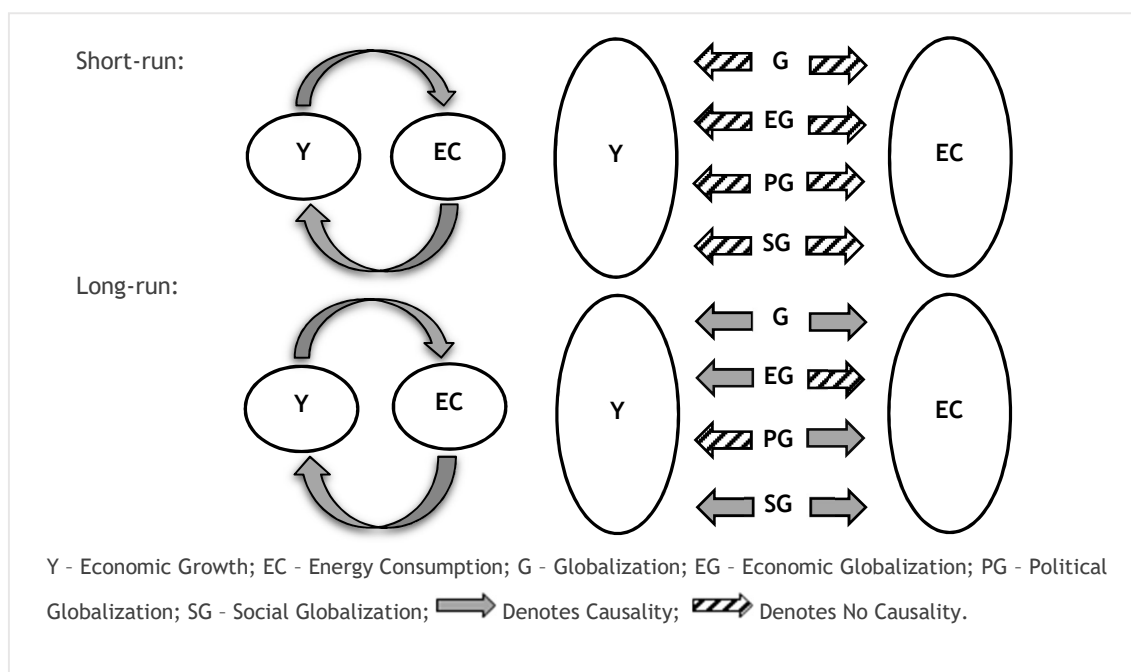 Short-run:
G
EG
Y
EC
Y
EC
PG
SG
Long-run:
G
EG
Y
EC
Y
EC
PG
SG
Y – Economic Growth; EC – Energy Consumption; G – Globalization; EG – Economic Globalization; PG – Political
Globalization; SG – Social Globalization; Denotes Causality; Denotes No Causality.